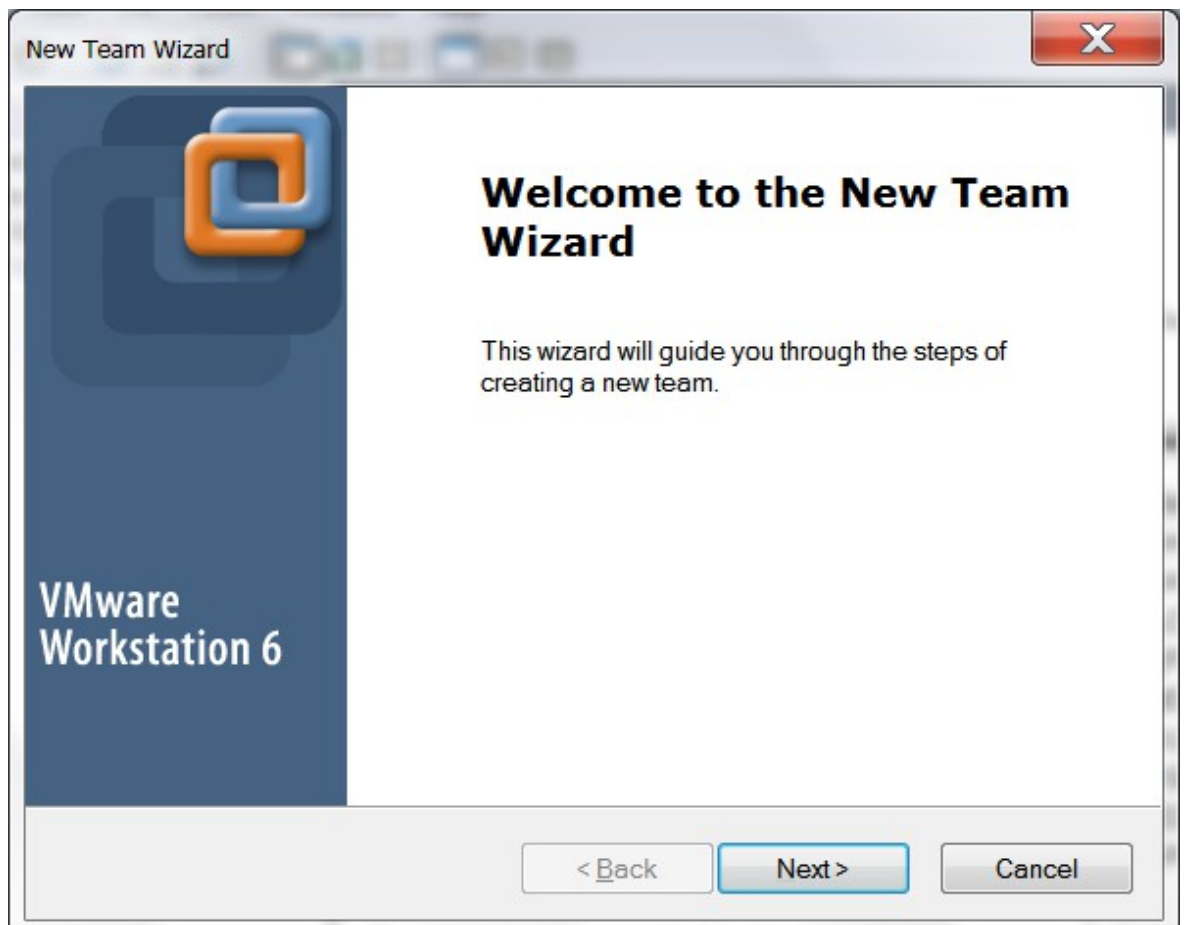 New Team Wizard
Welcome to the New Team
Wizard
This wizard will guide you through the steps of
creating a new team.
VMware
Workstation 6
< Back
Next >
Cancel